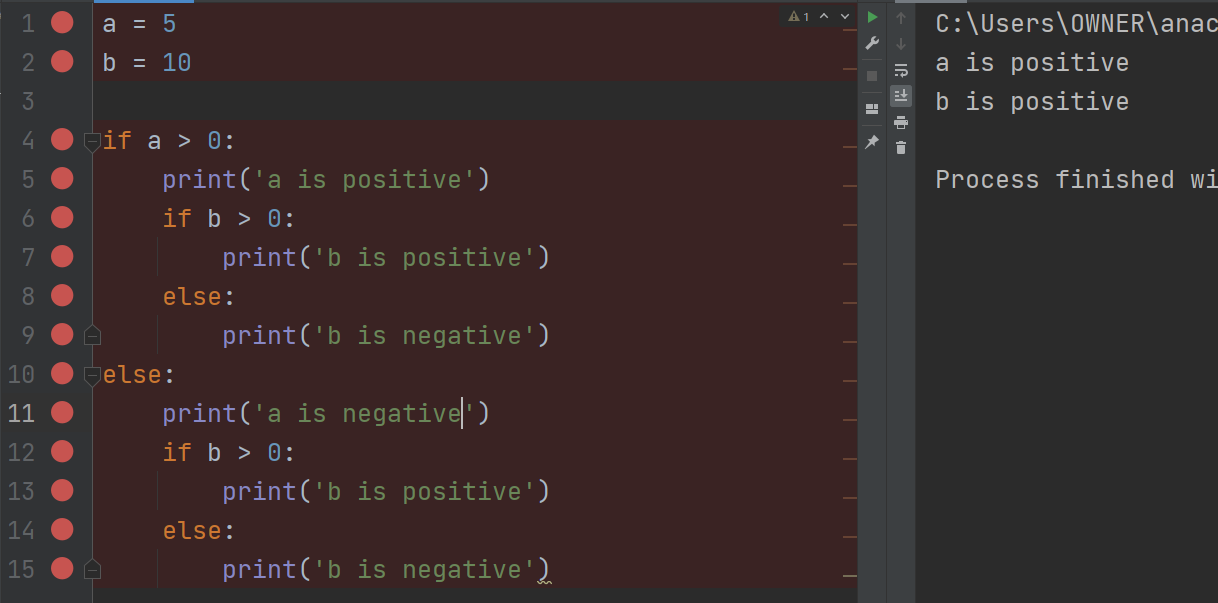 1 a = 5
2 b = 10
3
4 if a > 0:
5     print('a is positive')
6     if b > 0:
7         print('b is positive')
8     else:
9         print('b is negative')
10 else:
11     print('a is negative')
12     if b > 0:
13         print('b is positive')
14     else:
15         print('b is negative')
1
C:\Users\OWNER\anac
a is positive
b is positive
Process finished wi